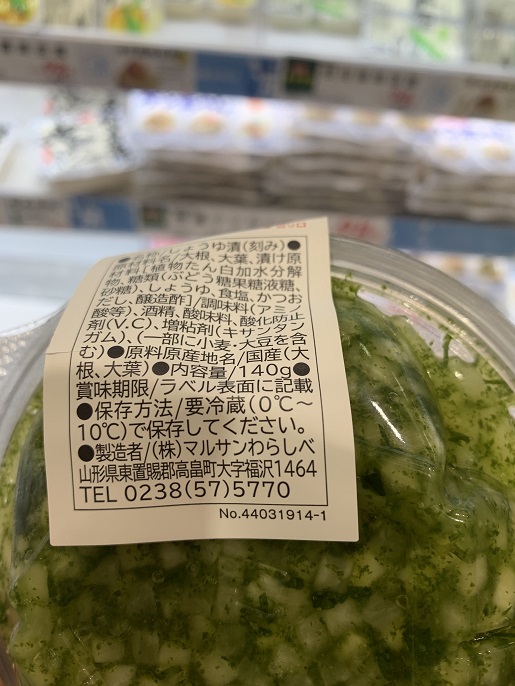 しょうゆ漬(刻み)●
原材料名/大根、大葉、漬け原
材料[植物たん白加水分解
物、糖類(ぶどう糖果糖液糖、
砂糖)、しょうゆ、食塩、かつお
だし、醸造酢]/調味料(アミノ
酸等)、酒精、酸味料、酸化防止
剤(V.C)、増粘剤(キサンタン
ガム)、(一部に小麦・大豆を含
む)●原料原産地名/国産(大
根、大葉)●内容量/140g●
賞味期限/ラベル表面に記載
●保存方法/要冷蔵(0℃〜
10℃)で保存してください。
●製造者/(株)マルサンわらしべ
山形県東置賜郡高畠町大字福沢1464
TEL 0238(57)5770
No.44031914-1